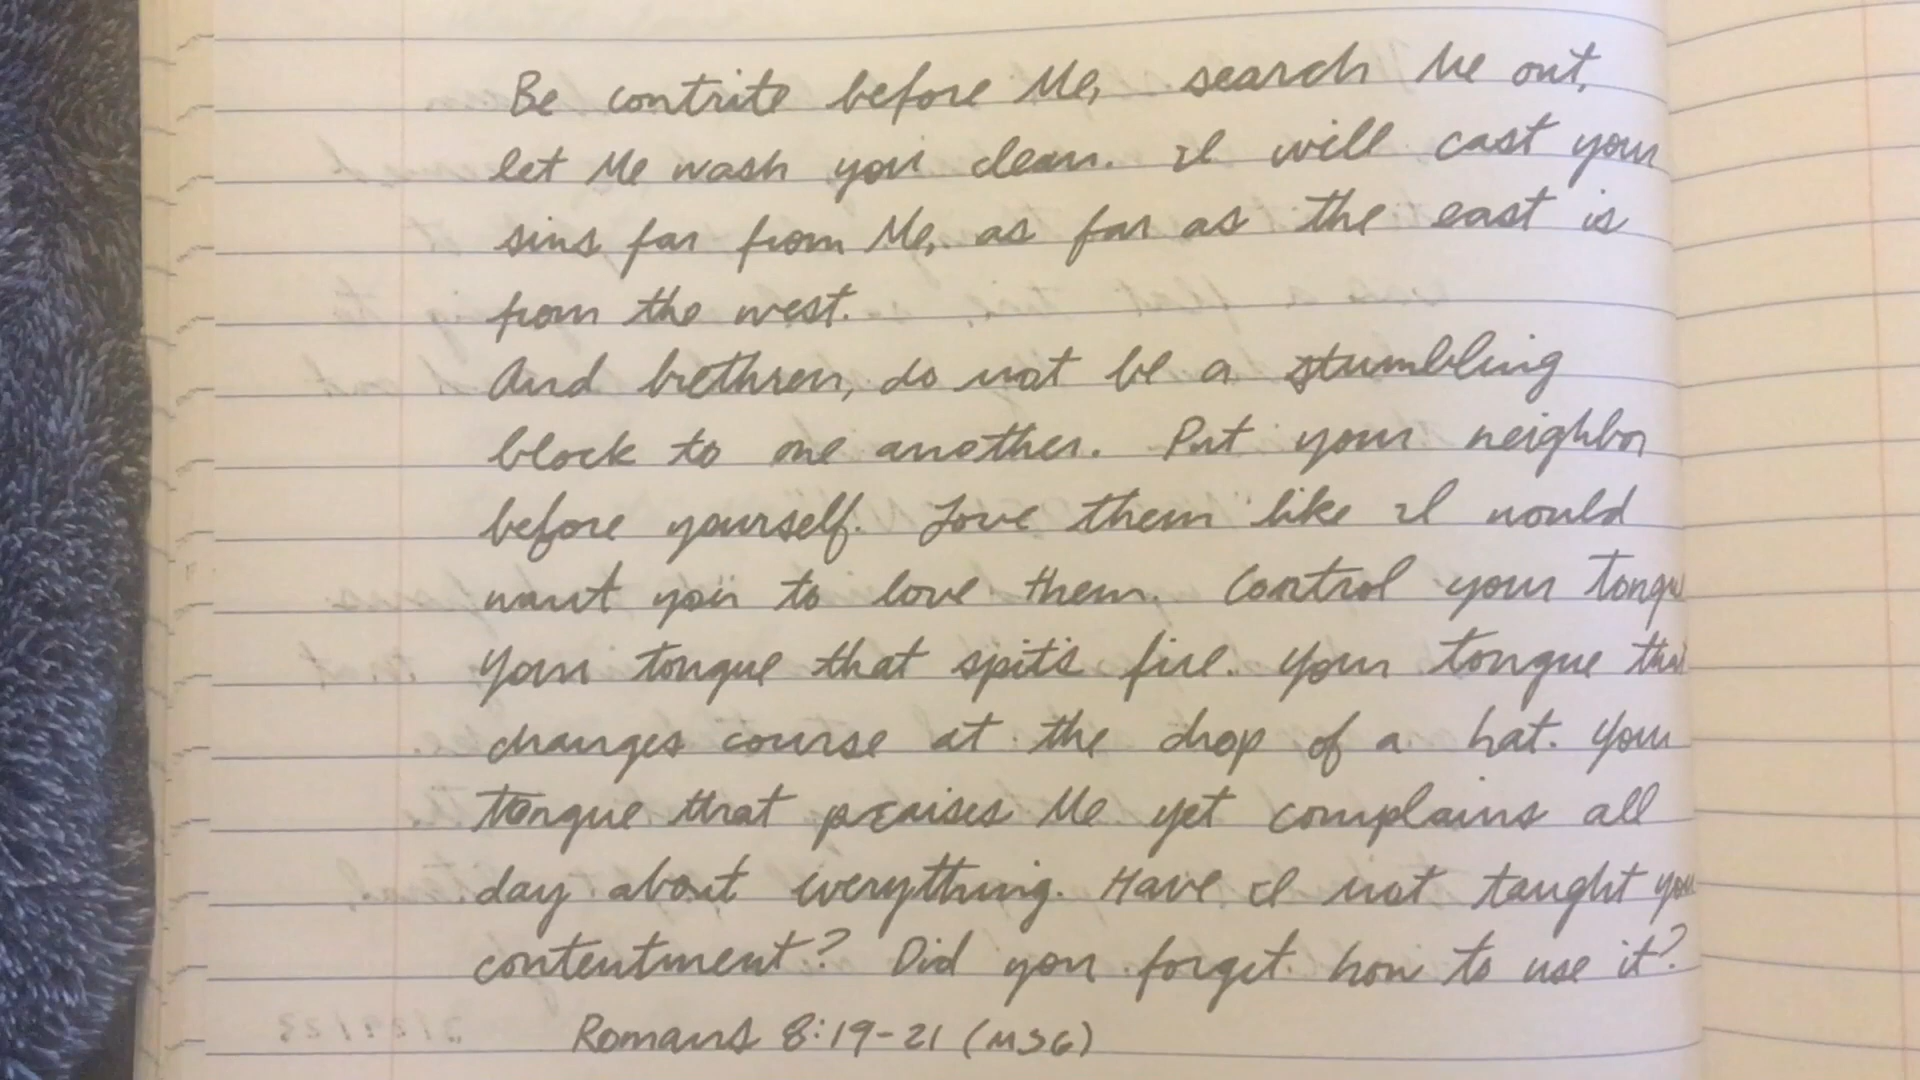 Be contrite before Me, search Me out,
let Me wash you clean. I will cast your
sins far from Me, as far as the east is
from the west.
And brethren, do not be a stumbling
block to one another. Put your neighbor
before yourself. Love them like I would
want you to love them. Control your tongue
your tongue that spits fire. Your tongue that
changes course at the drop of a hat. Your
tongue that praises Me yet complains all
day about everything. Have I not taught you
contentment? Did you forget how to use it?
Romans 8:19-21 (MSG)